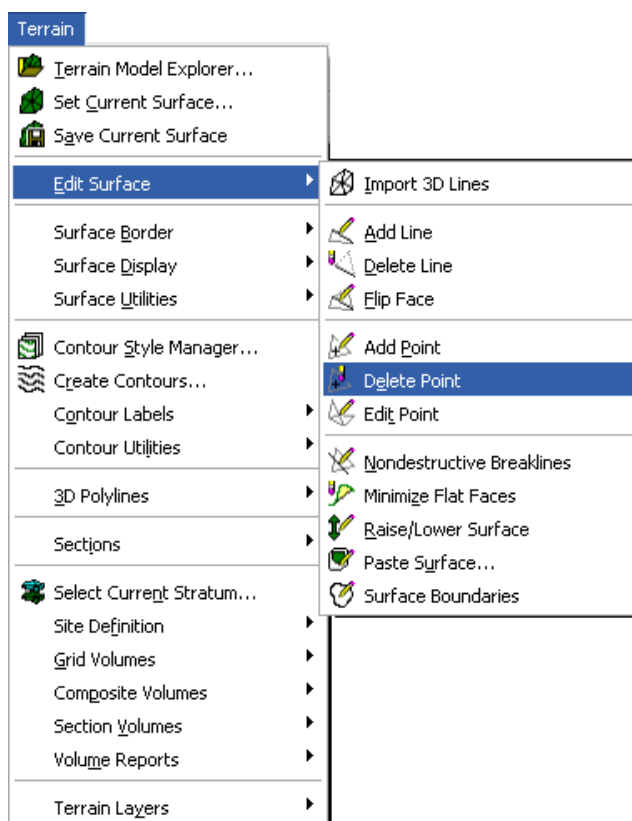 Terrain
Terrain Model Explorer...
Set Current Surface...
Save Current Surface
Edit Surface
Surface Border
Surface Display
Surface Utilities
Contour Style Manager...
Create Contours...
Contour Labels
Contour Utilities
3D Polylines
Sections
Select Current Stratum...
Site Definition
Grid Volumes
Composite Volumes
Section Volumes
Volume Reports
Terrain Layers
Import 3D Lines
Add Line
Delete Line
Flip Face
Add Point
Delete Point
Edit Point
Nondestructive Breaklines
Minimize Flat Faces
Raise/Lower Surface
Paste Surface...
Surface Boundaries